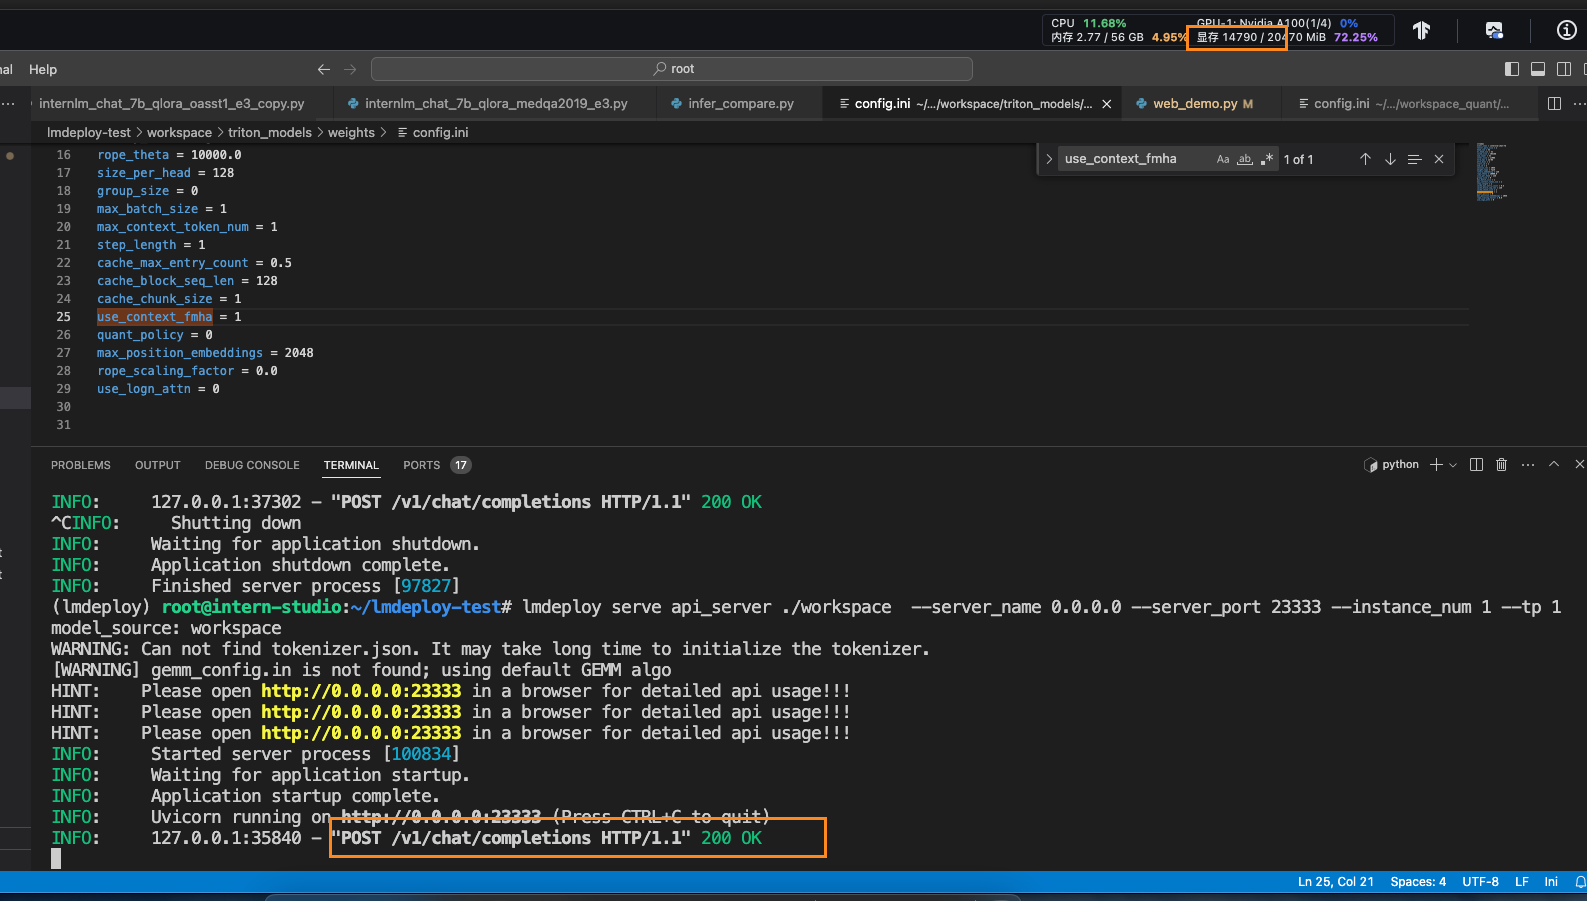 CPU 11.68% GPU-1: Nvidia A100(1/4) 0%
内存 2.77 / 56 GB 4.95% 显存 14790 / 20470 MiB 72.25%
nal Help root
internlm_chat_7b_qlora_oasst1_e3_copy.py internlm_chat_7b_qlora_medqa2019_e3.py infer_compare.py config.ini ~/.../workspace/triton_models/... web_demo.py M config.ini ~/.../workspace_quant/...
lmdeploy-test > workspace > triton_models > weights > config.ini
use_context_fmha Aa ab 1 of 1
16 rope_theta = 10000.0
17 size_per_head = 128
18 group_size = 0
19 max_batch_size = 1
20 max_context_token_num = 1
21 step_length = 1
22 cache_max_entry_count = 0.5
23 cache_block_seq_len = 128
24 cache_chunk_size = 1
25 use_context_fmha = 1
26 quant_policy = 0
27 max_position_embeddings = 2048
28 rope_scaling_factor = 0.0
29 use_logn_attn = 0
30
31
PROBLEMS OUTPUT DEBUG CONSOLE TERMINAL PORTS 17 python
INFO: 127.0.0.1:37302 - "POST /v1/chat/completions HTTP/1.1" 200 OK
^CINFO: Shutting down
INFO: Waiting for application shutdown.
INFO: Application shutdown complete.
INFO: Finished server process [97827]
(lmdeploy) root@intern-studio:~/lmdeploy-test# lmdeploy serve api_server ./workspace --server_name 0.0.0.0 --server_port 23333 --instance_num 1 --tp 1
model_source: workspace
WARNING: Can not find tokenizer.json. It may take long time to initialize the tokenizer.
[WARNING] gemm_config.in is not found; using default GEMM algo
HINT: Please open http://0.0.0.0:23333 in a browser for detailed api usage!!!
HINT: Please open http://0.0.0.0:23333 in a browser for detailed api usage!!!
HINT: Please open http://0.0.0.0:23333 in a browser for detailed api usage!!!
INFO: Started server process [100834]
INFO: Waiting for application startup.
INFO: Application startup complete.
INFO: Uvicorn running on http://0.0.0.0:23333 (Press CTRL+C to quit)
INFO: 127.0.0.1:35840 - "POST /v1/chat/completions HTTP/1.1" 200 OK
Ln 25, Col 21 Spaces: 4 UTF-8 LF Ini